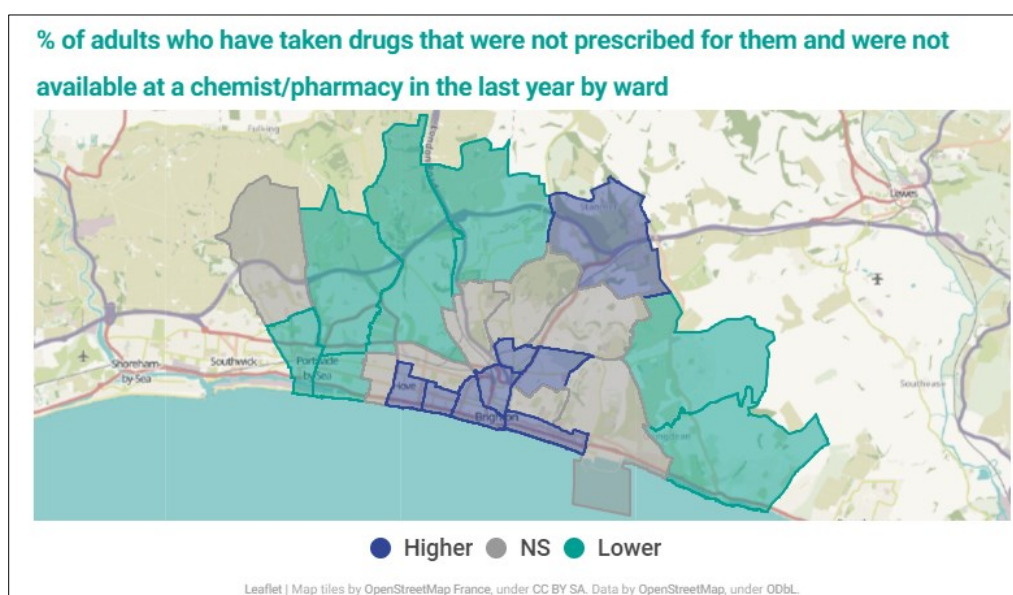 % of adults who have taken drugs that were not prescribed for them and were not
available at a chemist/pharmacy in the last year by ward
Fulking
London
Lewes
Shoreham
by-Sea
Southwick
by-Sea
Hove
Brighton
Higher
NS
Lower
Leaflet | Map tiles by OpenStreetMap France, under CC BY SA. Data by OpenStreetMap, under ODbL.